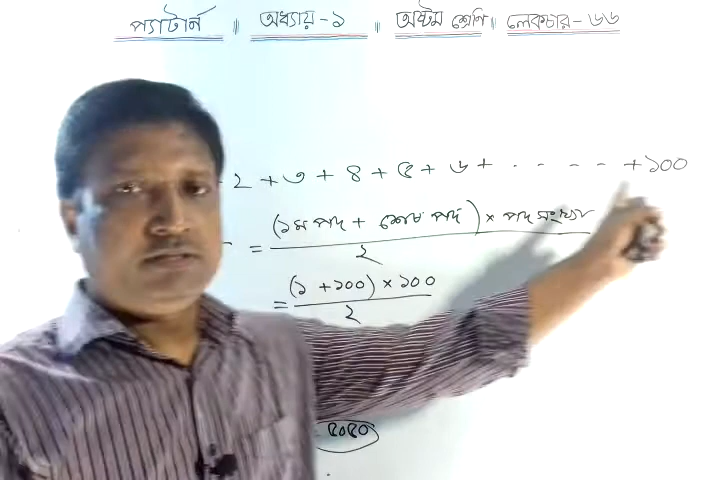 প্যাটার্ন || অধ্যায় - ১ || অষ্টম শ্রেণি || লেকচার - ৬৬
২ + ৩ + ৪ + ৫ + ৬ + . - - - - + ১০০
= (১ম পদ + শেষ পদ) × পদ সংখ্যা / ২
= (১ + ১০০) × ১০০ / ২
৫০৫০